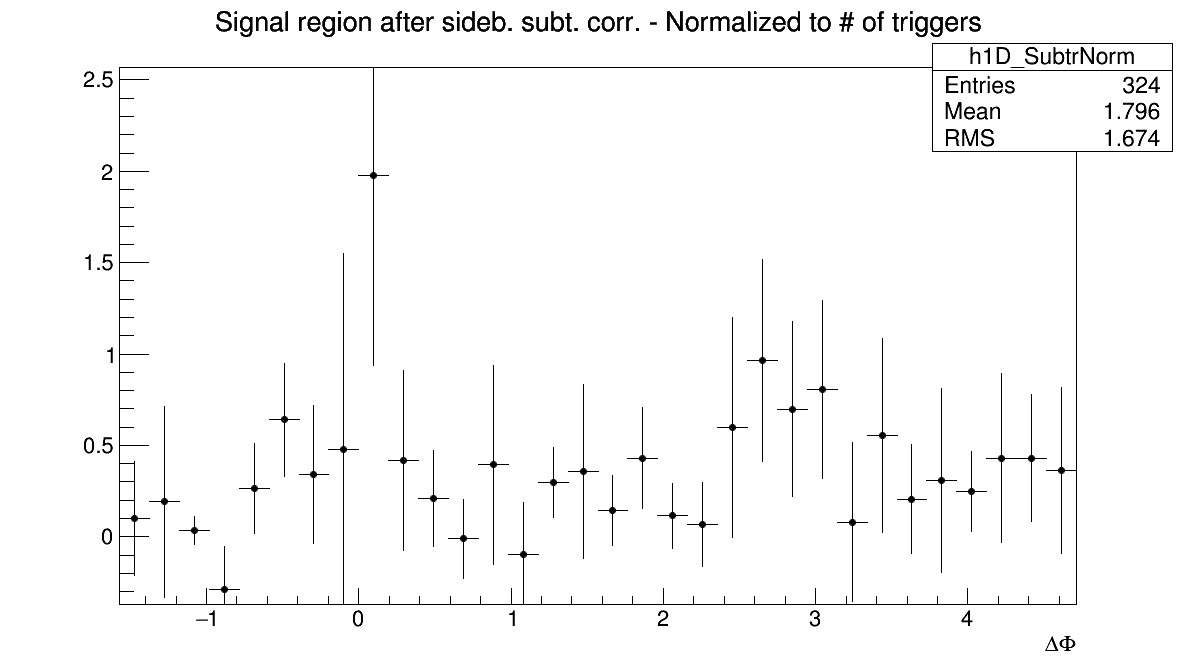 Signal region after sideb. subt. corr. - Normalized to # of triggers
h1D_SubtrNorm
Entries 324
Mean 1.796
RMS 1.674
2.5
2
1.5
1
0.5
0
−1 0 1 2 3 4
ΔΦ